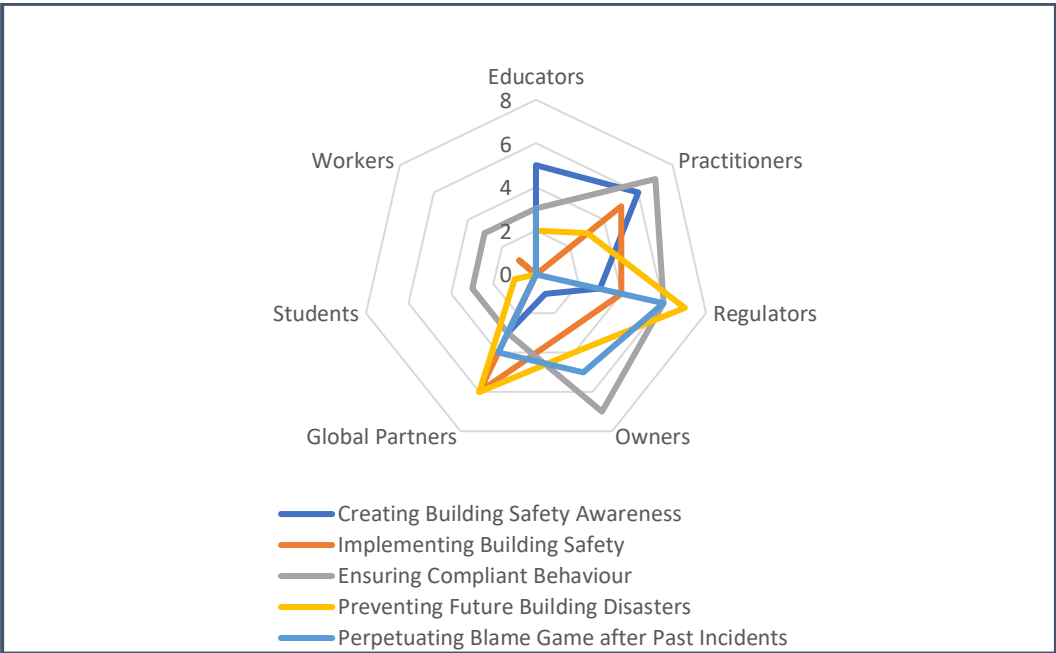 Educators
8
6
4
2
0
Practitioners
Regulators
Owners
Global Partners
Students
Workers
Creating Building Safety Awareness
Implementing Building Safety
Ensuring Compliant Behaviour
Preventing Future Building Disasters
Perpetuating Blame Game after Past Incidents